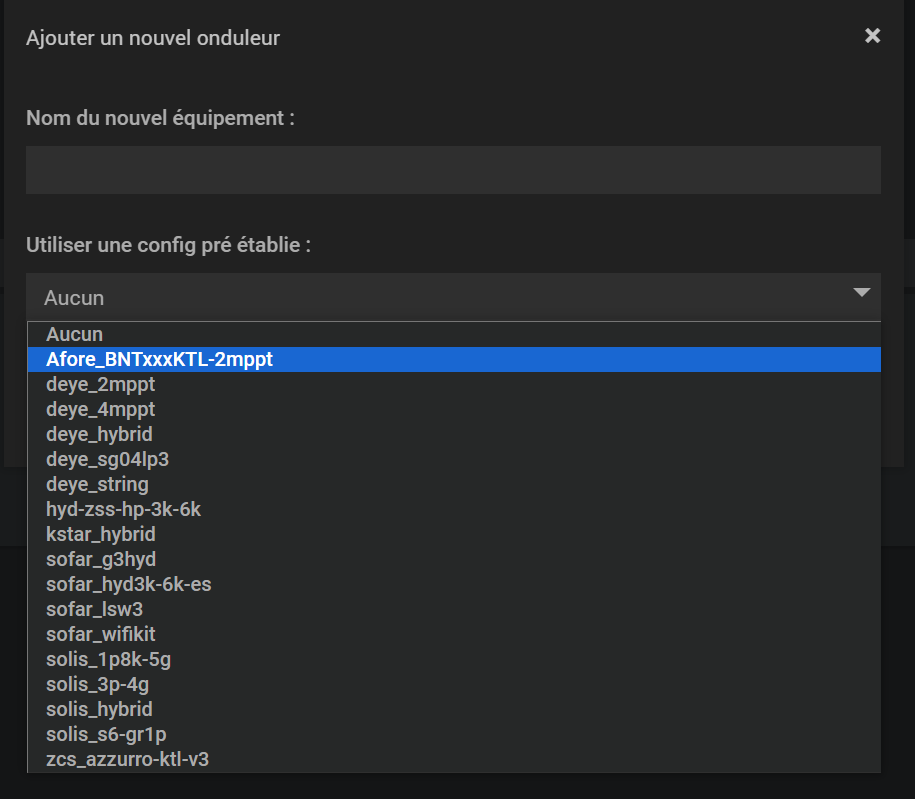 Ajouter un nouvel onduleur
Nom du nouvel équipement :
Utiliser une config pré établie :
Aucun
Aucun
Afore_BNTxxxKTL-2mppt
deye_2mppt
deye_4mppt
deye_hybrid
deye_sg04lp3
deye_string
hyd-zss-hp-3k-6k
kstar_hybrid
sofar_g3hyd
sofar_hyd3k-6k-es
sofar_lsw3
sofar_wifikit
solis_1p8k-5g
solis_3p-4g
solis_hybrid
solis_s6-gr1p
zcs_azzurro-ktl-v3